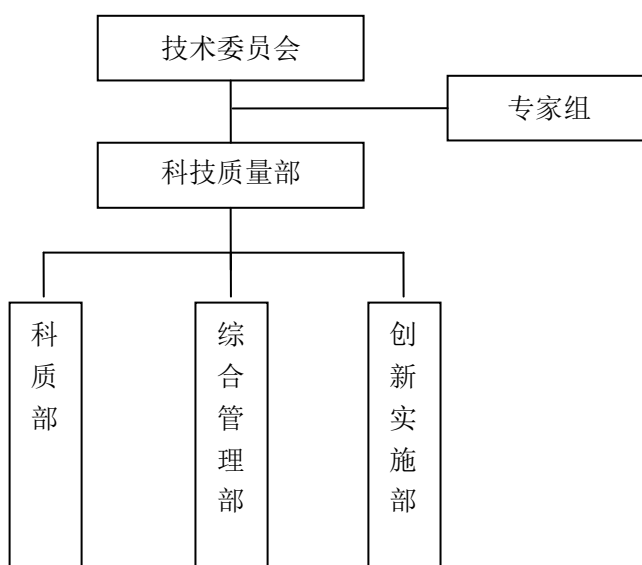 技术委员会
专家组
科技质量部
科质部
综合管理部
创新实施部